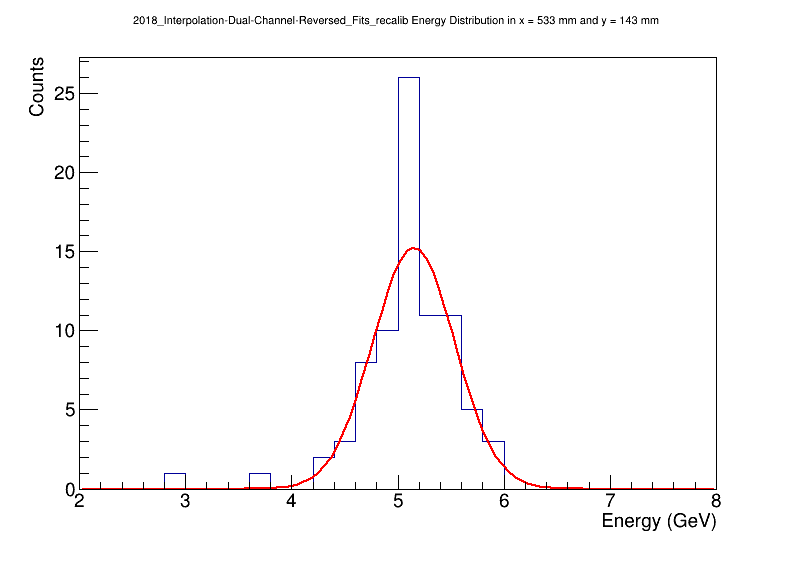 2018_Interpolation-Dual-Channel-Reversed_Fits_recalib Energy Distribution in x = 533 mm and y = 143 mm
Counts
25
20
15
10
5
0
2 3 4 5 6 7 8
Energy (GeV)